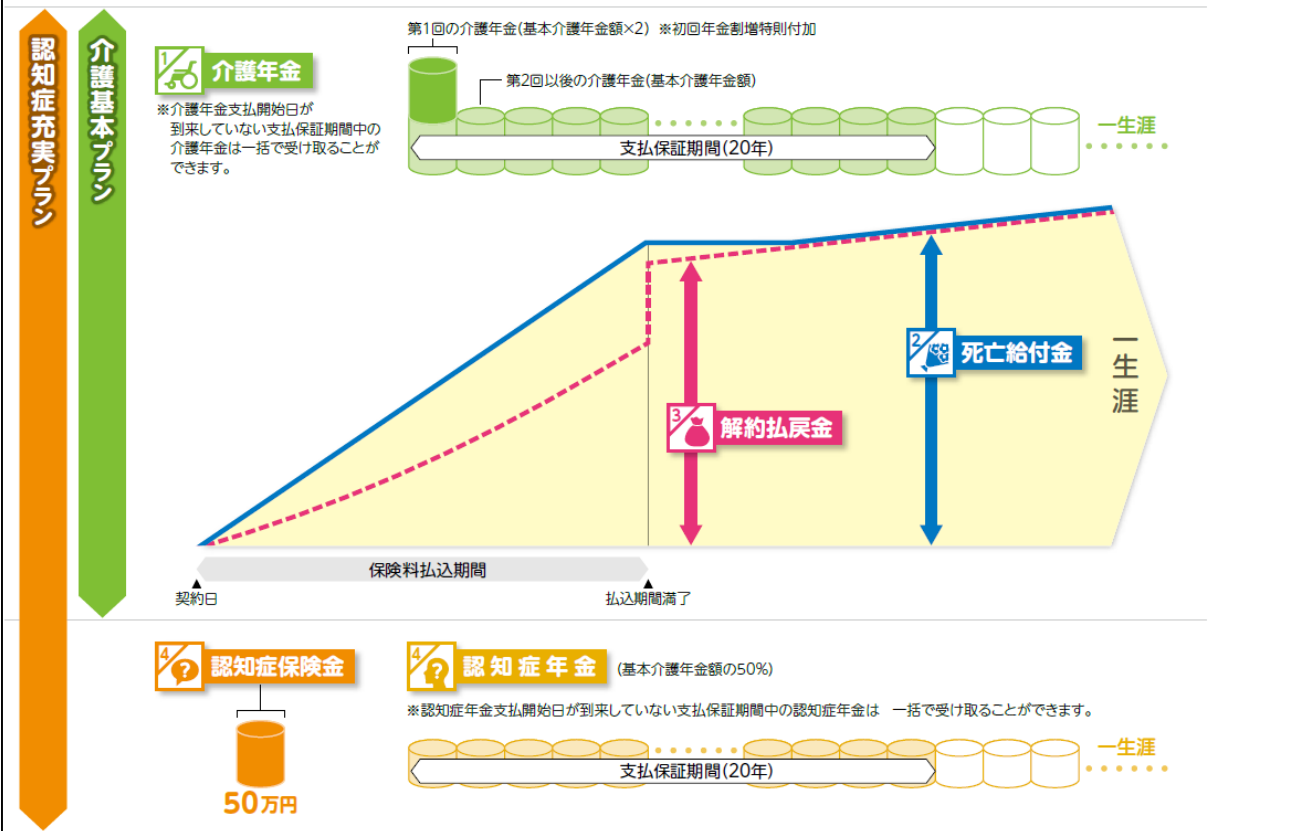 認知症充実プラン
介護基本プラン
第1回の介護年金(基本介護年金額×2) ※初回年金割増特則付加
1
介護年金
第2回以後の介護年金(基本介護年金額)
※介護年金支払開始日が
到来していない支払保証期間中の
介護年金は一括で受け取ることが
できます。
支払保証期間(20年)
一生涯
2
死亡給付金
一生涯
3
解約払戻金
保険料払込期間
契約日
払込期間満了
4
?
認知症保険金
50万円
4
?
認知症年金
(基本介護年金額の50%)
※認知症年金支払開始日が到来していない支払保証期間中の認知症年金は 一括で受け取ることができます。
支払保証期間(20年)
一生涯